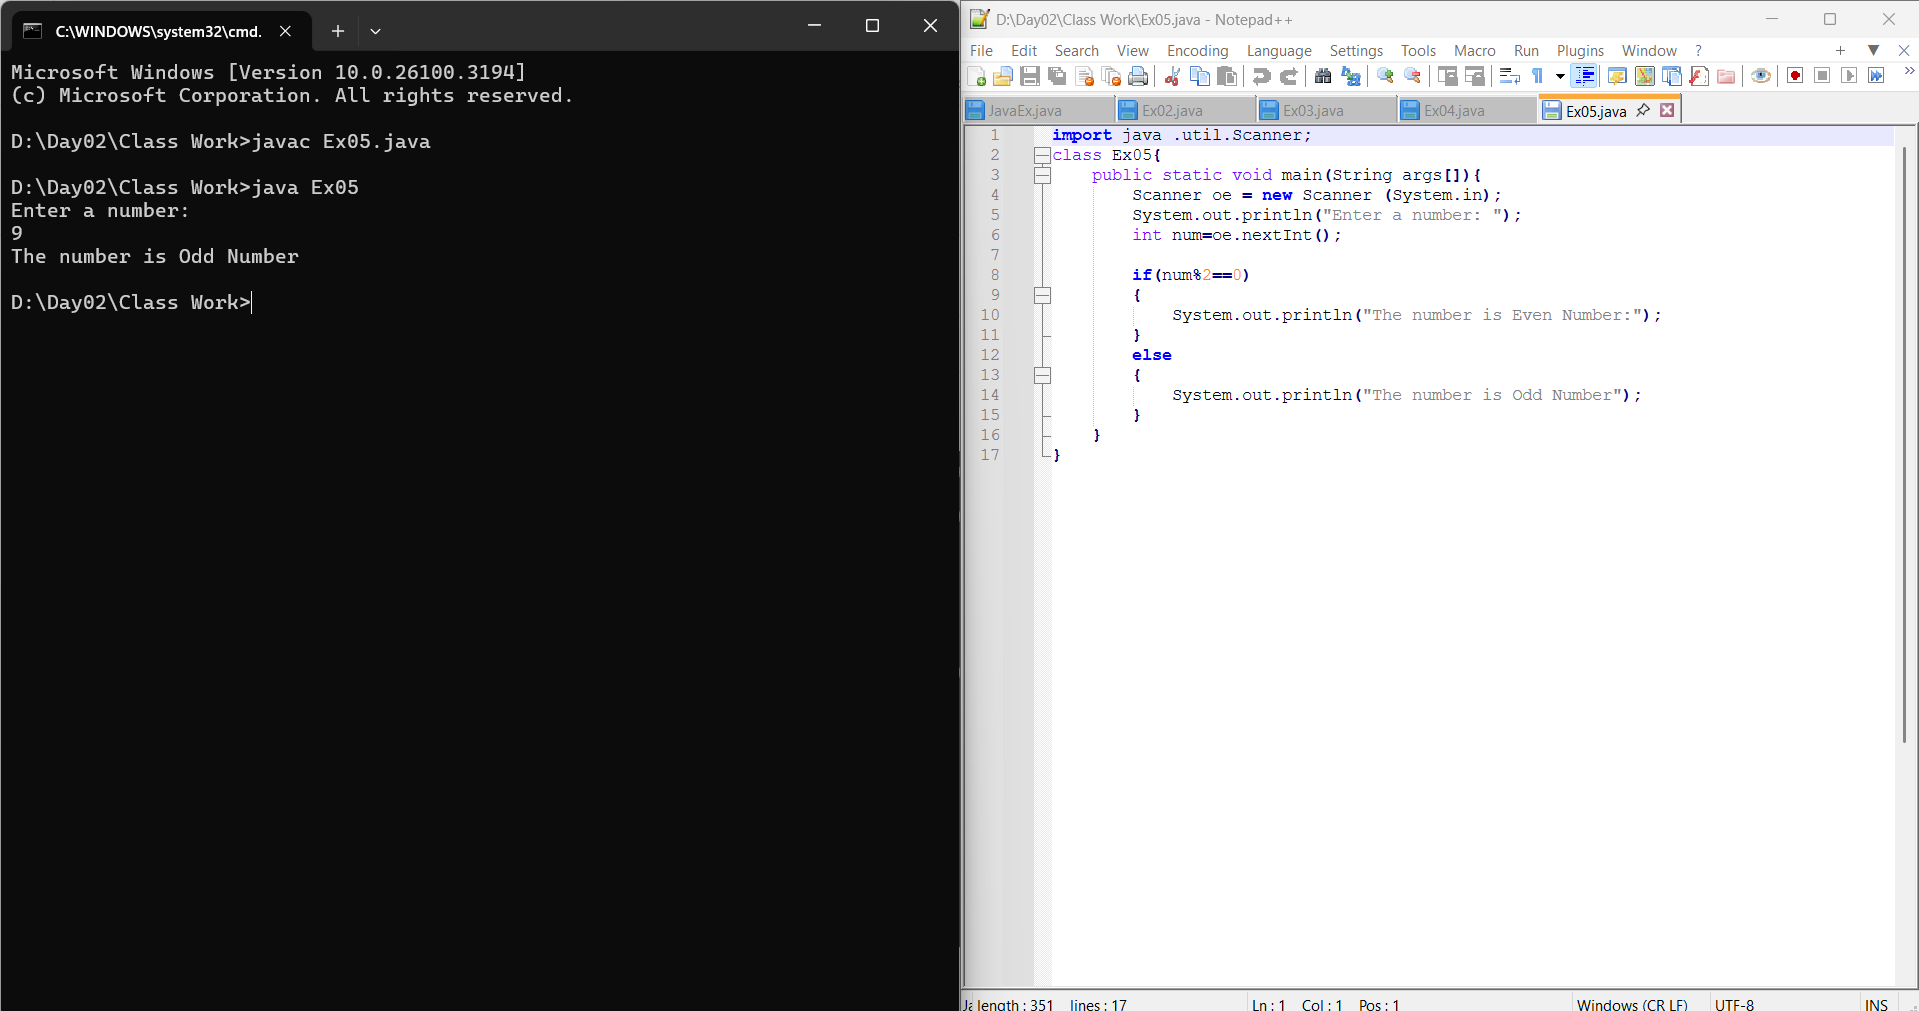 C:\WINDOWS\system32\cmd.
Microsoft Windows [Version 10.0.26100.3194]
(c) Microsoft Corporation. All rights reserved.
D:\Day02\Class Work>javac Ex05.java
D:\Day02\Class Work>java Ex05
Enter a number:
9
The number is Odd Number
D:\Day02\Class Work>
D:\Day02\Class Work\Ex05.java - Notepad++
File Edit Search View Encoding Language Settings Tools Macro Run Plugins Window ?
JavaEx.java Ex02.java Ex03.java Ex04.java Ex05.java
1 import java .util.Scanner;
2 class Ex05{
3 public static void main(String args[]){
4 Scanner oe = new Scanner (System.in);
5 System.out.println("Enter a number: ");
6 int num=oe.nextInt();
7
8 if(num%2==0)
9 {
10 System.out.println("The number is Even Number:");
11 }
12 else
13 {
14 System.out.println("The number is Odd Number");
15 }
16 }
17 }
length : 351 lines : 17 Ln : 1 Col : 1 Pos : 1 Windows (CR LF) UTF-8 INS